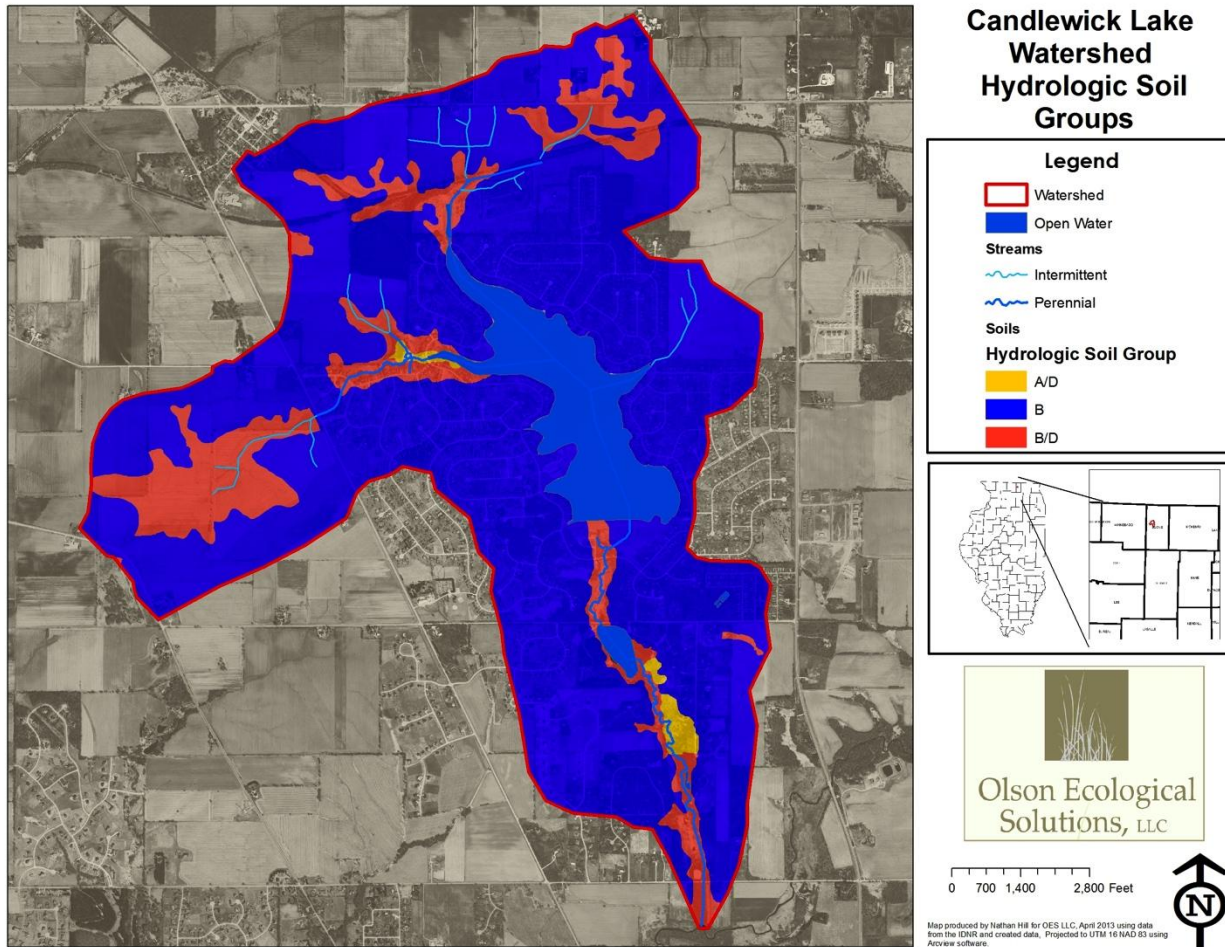 Candlewick Lake
Watershed
Hydrologic Soil
Groups
Legend
Watershed
Open Water
Streams
Intermittent
Perennial
Soils
Hydrologic Soil Group
A/D
B
B/D
Olson Ecological
Solutions, LLC
0 700 1,400 2,800 Feet
N
Map produced by Nathan Hill for OES LLC, April 2013 using data
from the IDNR and created data, Projected to UTM 16 NAD 83 using
Arcview software.